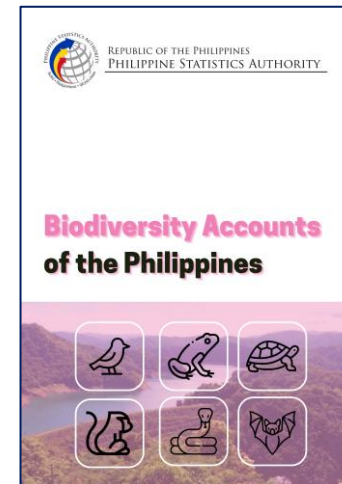 REPUBLIC OF THE PHILIPPINES
PHILIPPINE STATISTICS AUTHORITY
Biodiversity Accounts
of the Philippines